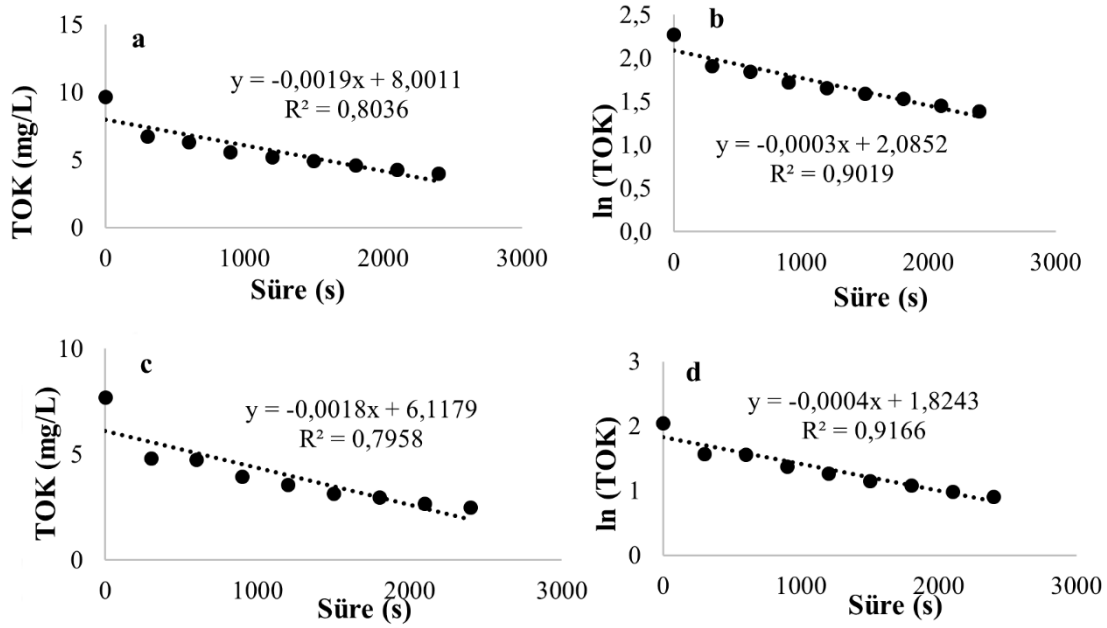 a
TOK (mg/L)
15
10
5
0
y = -0,0019x + 8,0011
R² = 0,8036
0 1000 2000 3000
Süre (s)
b
ln (TOK)
2,5
2,0
1,5
1,0
0,5
0,0
y = -0,0003x + 2,0852
R² = 0,9019
0 1000 2000 3000
Süre (s)
c
TOK (mg/L)
10
5
0
y = -0,0018x + 6,1179
R² = 0,7958
0 1000 2000 3000
Süre (s)
d
ln (TOK)
3
2
1
0
y = -0,0004x + 1,8243
R² = 0,9166
0 1000 2000 3000
Süre (s)